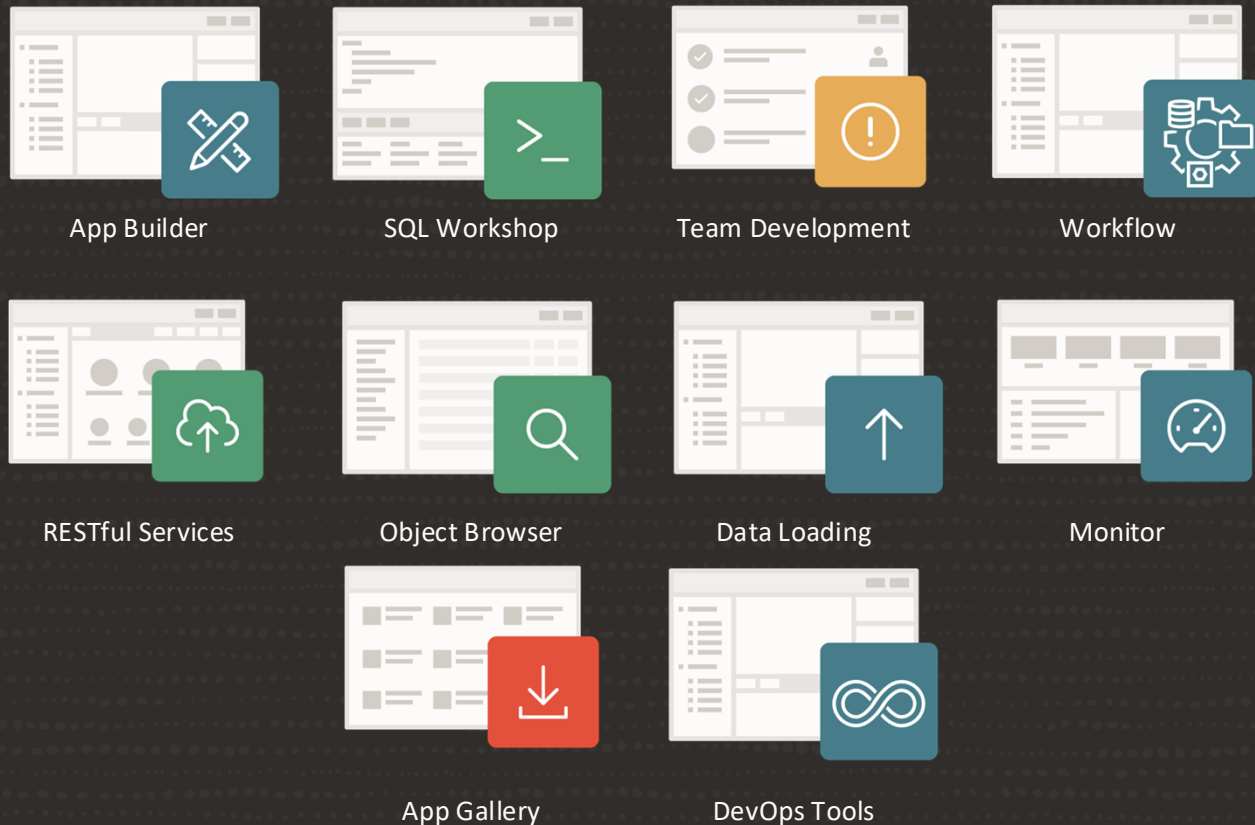 App Builder
SQL Workshop
Team Development
Workflow
RESTful Services
Object Browser
Data Loading
Monitor
App Gallery
DevOps Tools